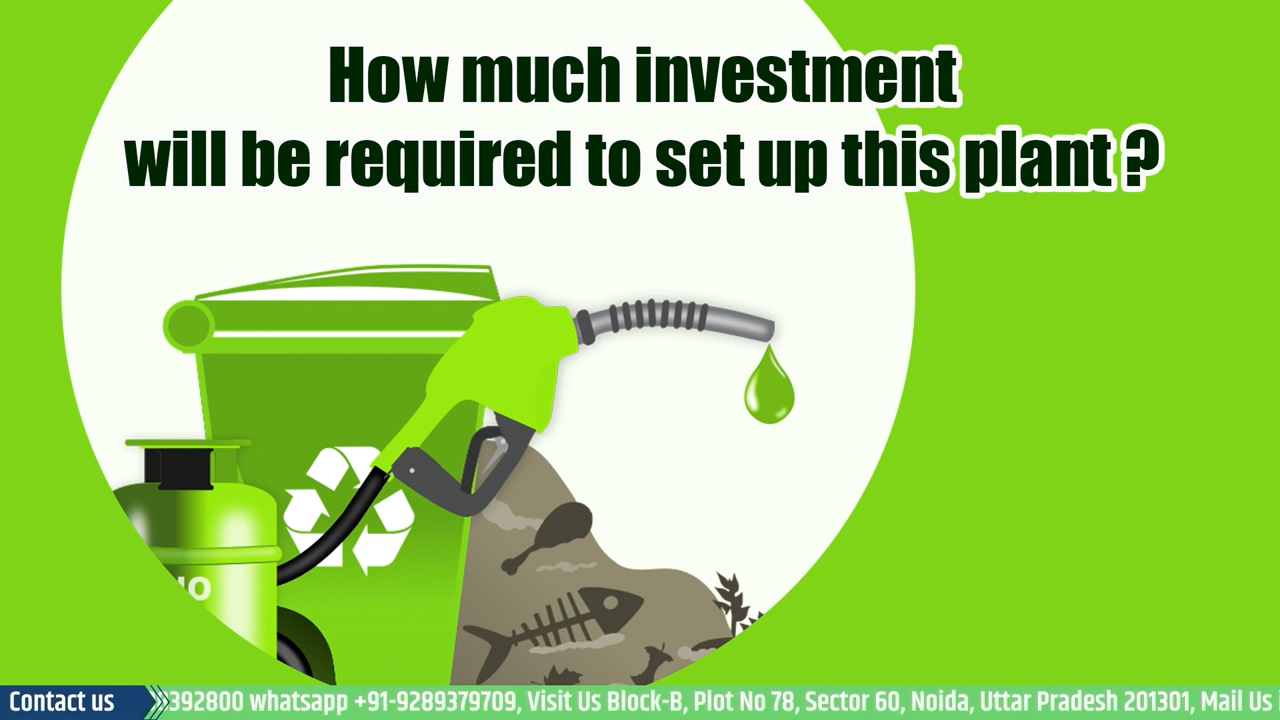 How much investment
will be required to set up this plant ?
IO
Contact us
392800 whatsapp +91-9289379709, Visit Us Block-B, Plot No 78, Sector 60, Noida, Uttar Pradesh 201301, Mail Us